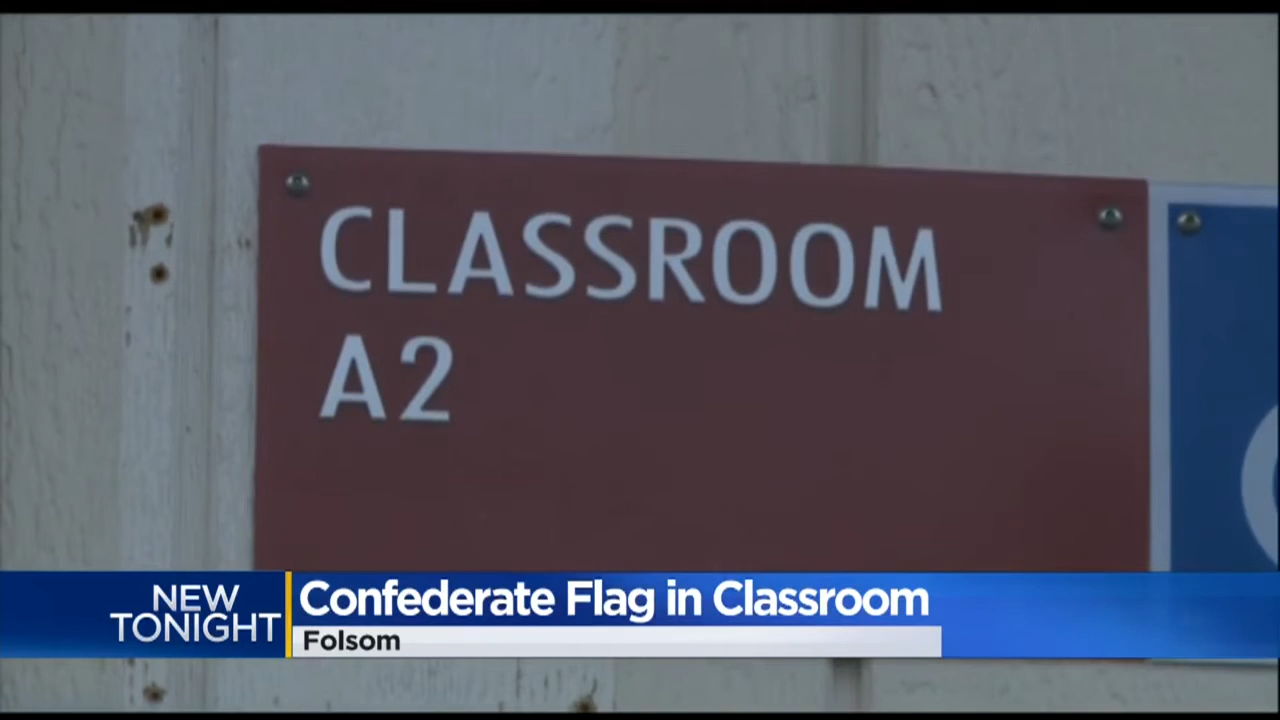 CLASSROOM
A2
NEW
TONIGHT
Confederate Flag in Classroom
Folsom